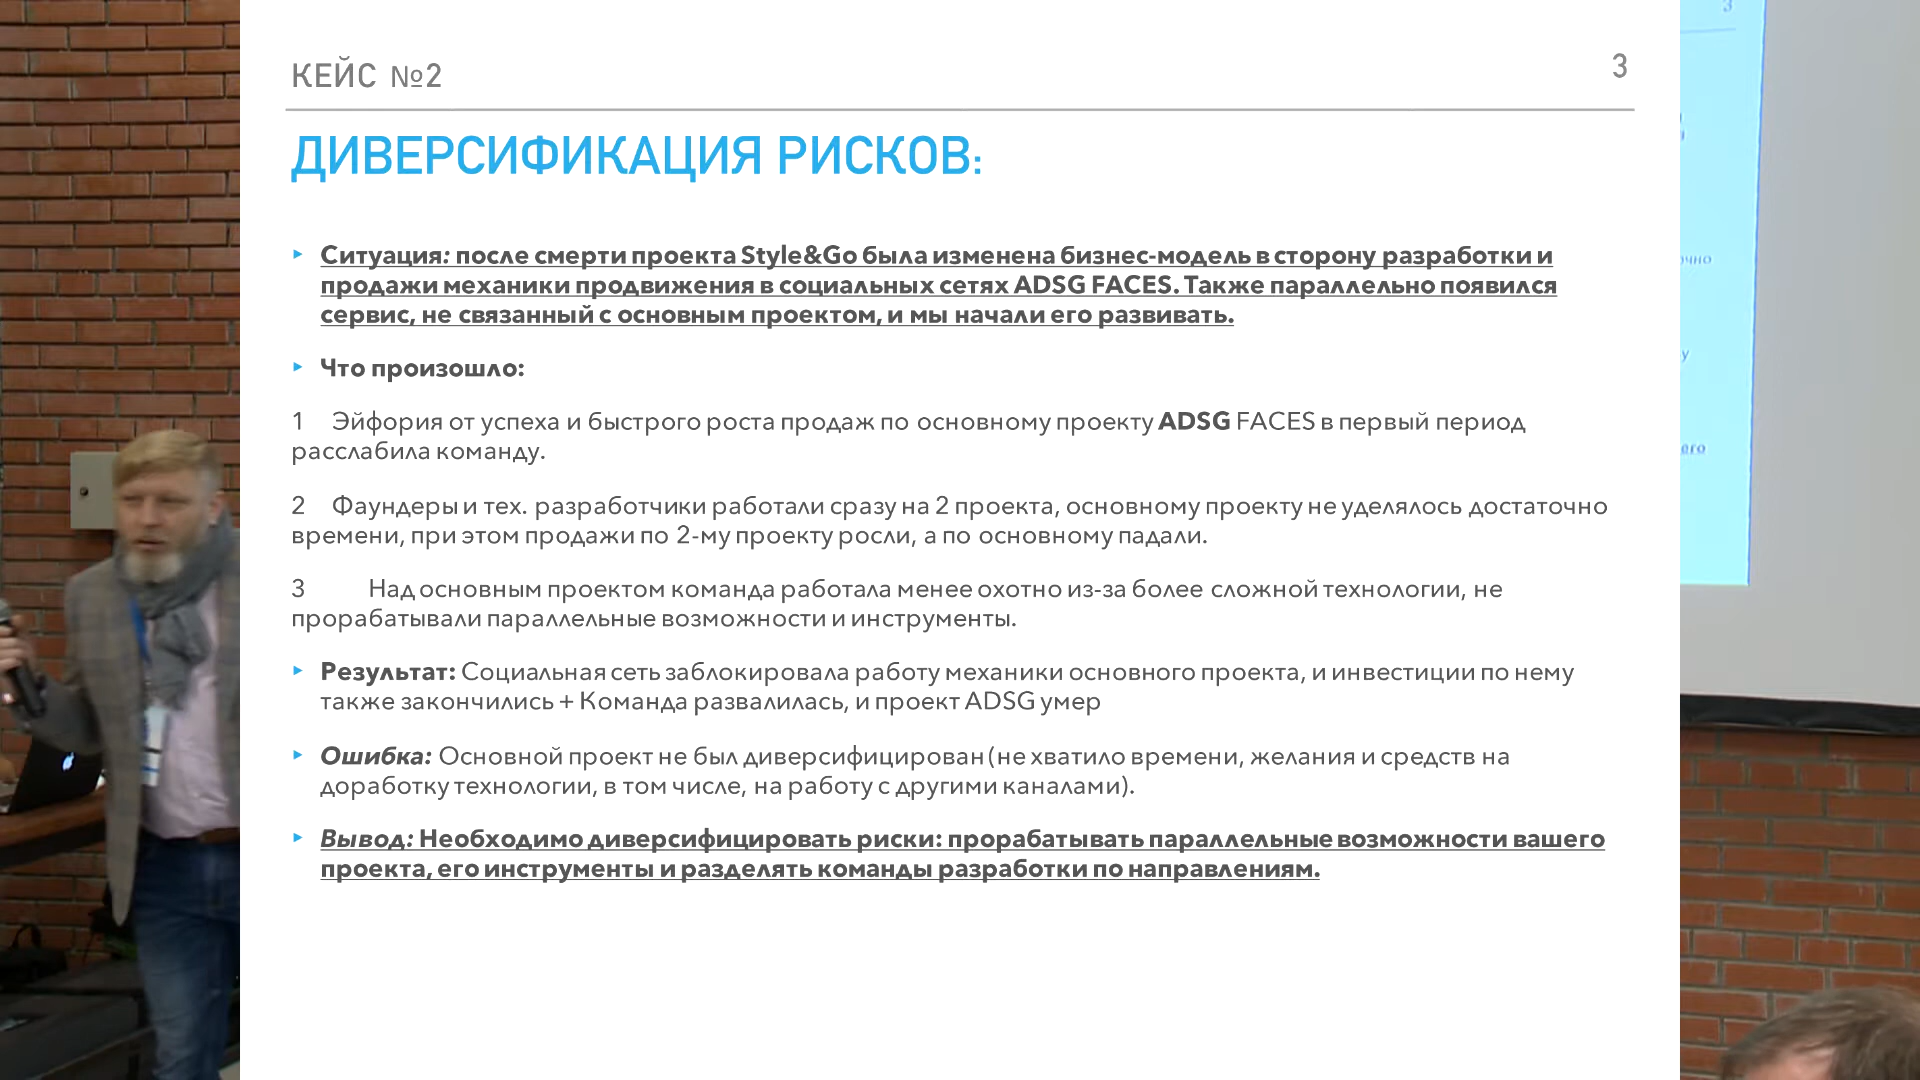 КЕЙС №2
3
ДИВЕРСИФИКАЦИЯ РИСКОВ:
‣ Ситуация: после смерти проекта Style&Go была изменена бизнес-модель в сторону разработки и
продажи механики продвижения в социальных сетях ADSG FACES. Также параллельно появился
сервис, не связанный с основным проектом, и мы начали его развивать.
‣ Что произошло:
1 Эйфория от успеха и быстрого роста продаж по основному проекту ADSG FACES в первый период
расслабила команду.
2 Фаундеры и тех. разработчики работали сразу на 2 проекта, основному проекту не уделялось достаточно
времени, при этом продажи по 2-му проекту росли, а по основному падали.
3 Над основным проектом команда работала менее охотно из-за более сложной технологии, не
прорабатывали параллельные возможности и инструменты.
‣ Результат: Социальная сеть заблокировала работу механики основного проекта, и инвестиции по нему
также закончились + Команда развалилась, и проект ADSG умер
‣ Ошибка: Основной проект не был диверсифицирован (не хватило времени, желания и средств на
доработку технологии, в том числе, на работу с другими каналами).
‣ Вывод: Необходимо диверсифицировать риски: прорабатывать параллельные возможности вашего
проекта, его инструменты и разделять команды разработки по направлениям.
3